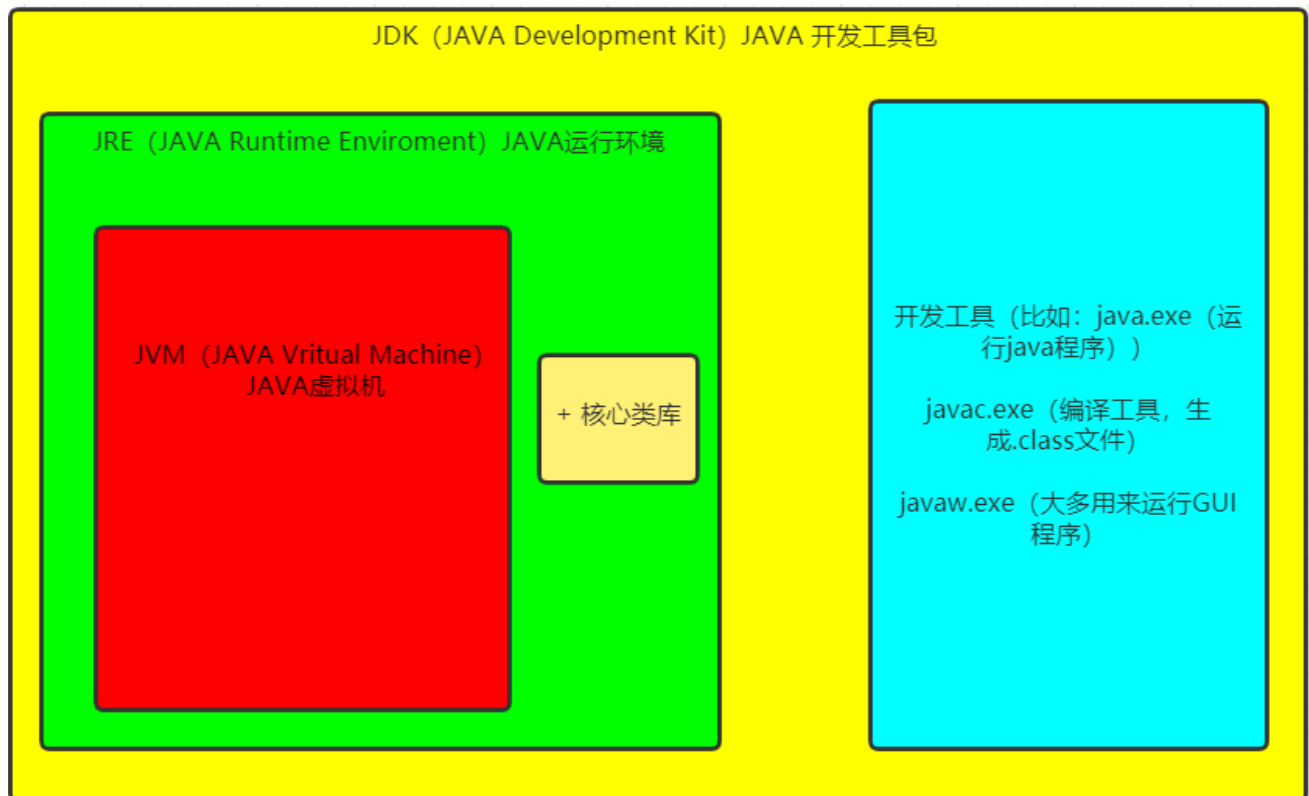 JDK（JAVA Development Kit）JAVA 开发工具包
JRE（JAVA Runtime Enviroment）JAVA运行环境
JVM（JAVA Vritual Machine）
JAVA虚拟机
+ 核心类库
开发工具（比如：java.exe（运
行java程序））
javac.exe（编译工具，生
成.class文件）
javaw.exe（大多用来运行GUI
程序）